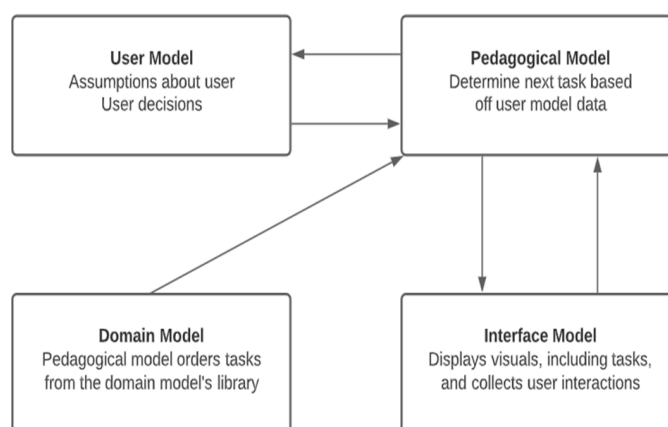 User Model
Assumptions about user
User decisions
Pedagogical Model
Determine next task based
off user model data
Domain Model
Pedagogical model orders tasks
from the domain model's library
Interface Model
Displays visuals, including tasks,
and collects user interactions